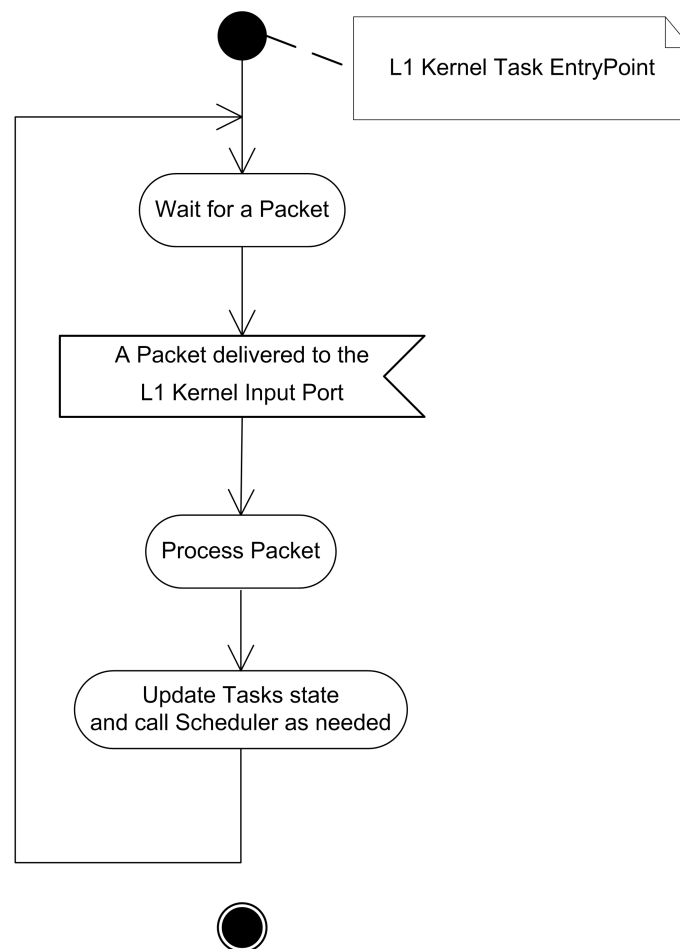 L1 Kernel Task EntryPoint
Wait for a Packet
A Packet delivered to the
L1 Kernel Input Port
Process Packet
Update Tasks state
and call Scheduler as needed